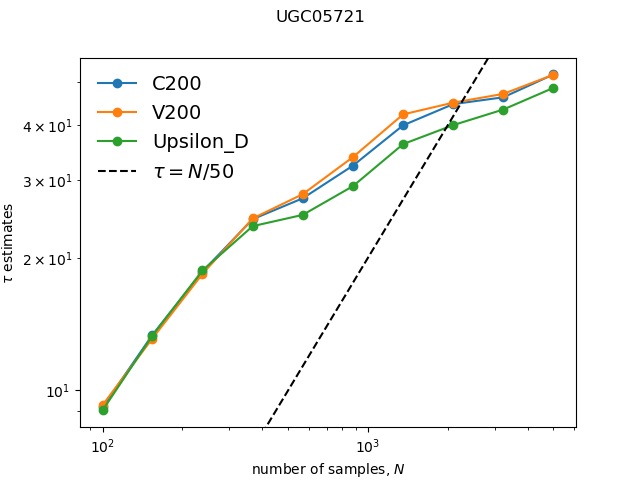 UGC05721
C200
V200
Upsilon_D
τ = N/50
4 × 10¹
3 × 10¹
2 × 10¹
10¹
τ estimates
10² 10³
number of samples, N